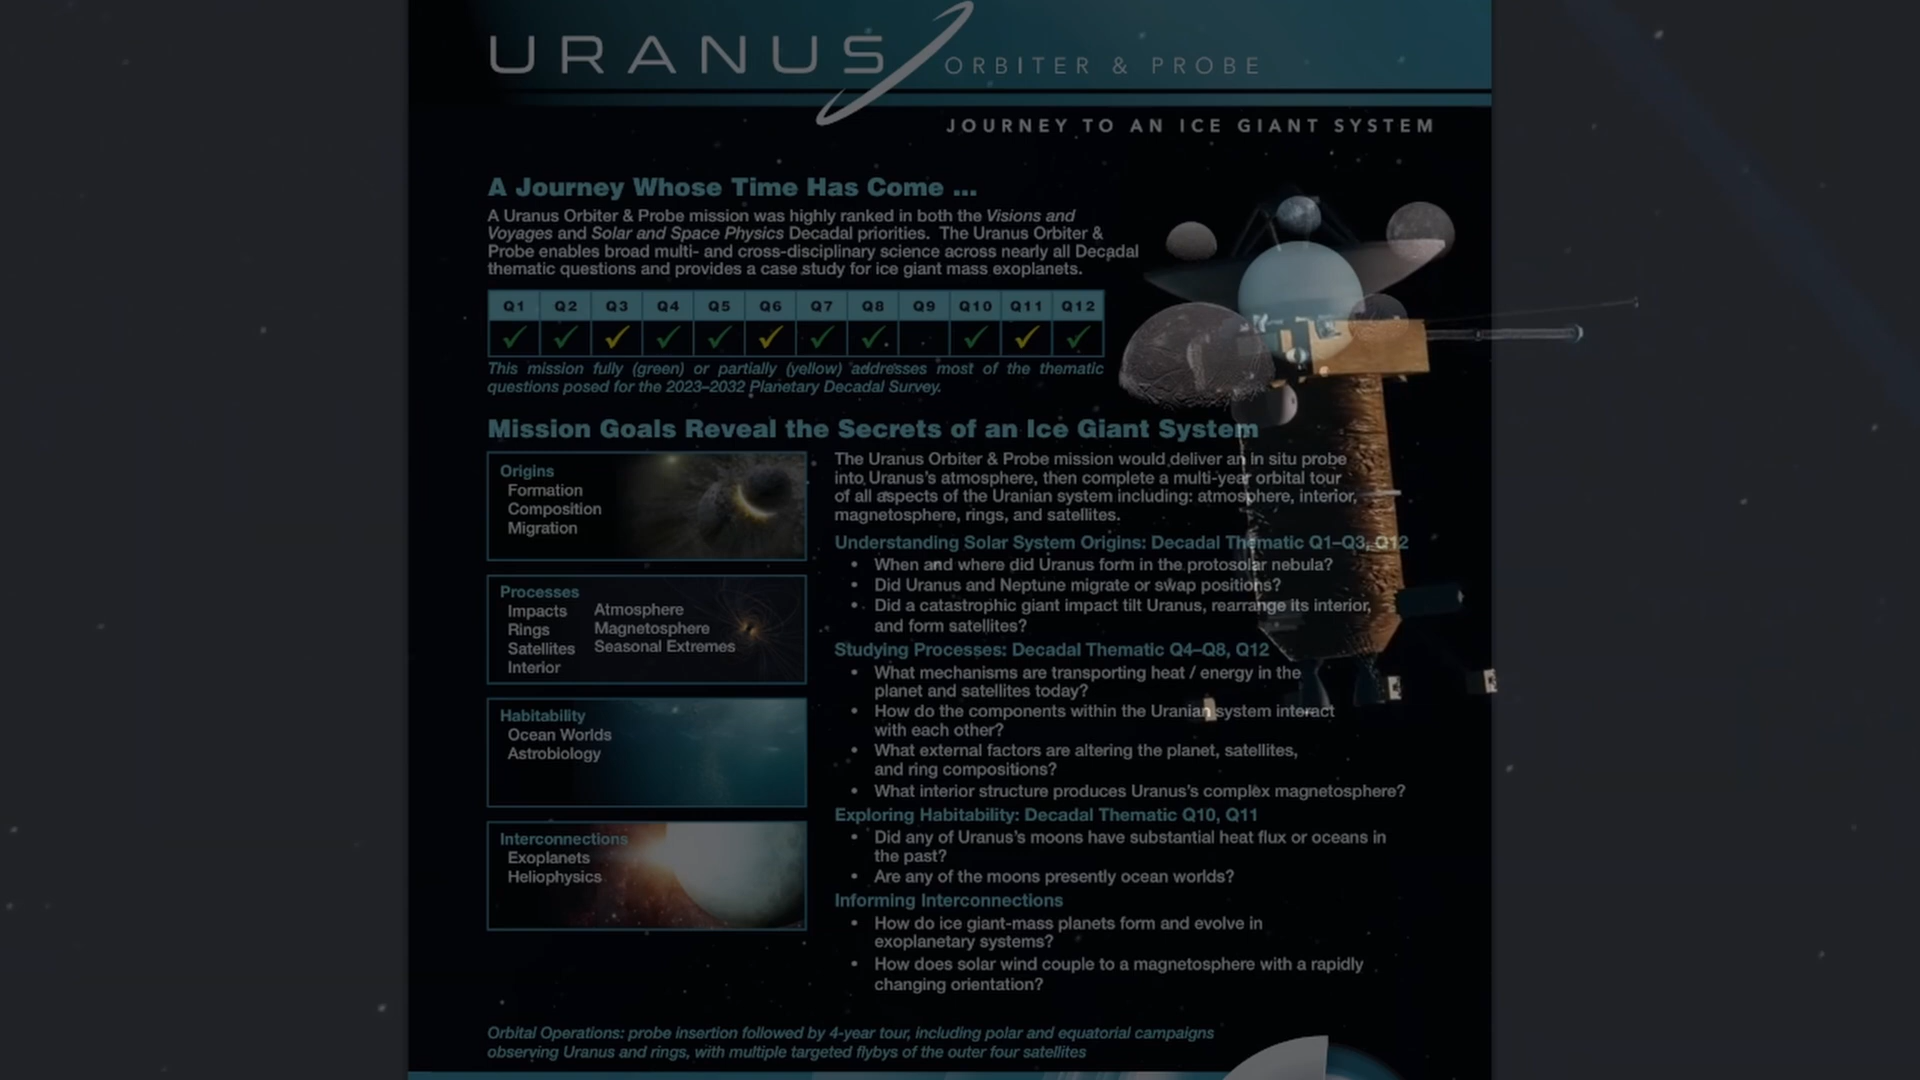 URANUS
ORBITER & PROBE
JOURNEY TO AN ICE GIANT SYSTEM
A Journey Whose Time Has Come ...
A Uranus Orbiter & Probe mission was highly ranked in both the Visions and
Voyages and Solar and Space Physics Decadal priorities. The Uranus Orbiter &
Probe enables broad multi- and cross-disciplinary science across nearly all Decadal
thematic questions and provides a case study for ice giant mass exoplanets.
Q1 Q2 Q3 Q4 Q5 Q6 Q7 Q8 Q9 Q10 Q11 Q12
✓ ✓ ✓ ✓ ✓ ✓ ✓ ✓ ✓ ✓ ✓
This mission fully (green) or partially (yellow) addresses most of the thematic
questions posed for the 2023–2032 Planetary Decadal Survey.
Mission Goals Reveal the Secrets of an Ice Giant System
Origins
Formation
Composition
Migration
Processes
Impacts
Rings
Satellites
Interior
Atmosphere
Magnetosphere
Seasonal Extremes
Habitability
Ocean Worlds
Astrobiology
Interconnections
Exoplanets
Heliophysics
The Uranus Orbiter & Probe mission would deliver an in situ probe
into Uranus's atmosphere, then complete a multi-year orbital tour
of all aspects of the Uranian system including: atmosphere, interior,
magnetosphere, rings, and satellites.
Understanding Solar System Origins: Decadal Thematic Q1–Q3, Q12
• When and where did Uranus form in the protosolar nebula?
• Did Uranus and Neptune migrate or swap positions?
• Did a catastrophic giant impact tilt Uranus, rearrange its interior,
and form satellites?
Studying Processes: Decadal Thematic Q4–Q8, Q12
• What mechanisms are transporting heat / energy in the
planet and satellites today?
• How do the components within the Uranian system interact
with each other?
• What external factors are altering the planet, satellites,
and ring compositions?
• What interior structure produces Uranus's complex magnetosphere?
Exploring Habitability: Decadal Thematic Q10, Q11
• Did any of Uranus's moons have substantial heat flux or oceans in
the past?
• Are any of the moons presently ocean worlds?
Informing Interconnections
• How do ice giant-mass planets form and evolve in
exoplanetary systems?
• How does solar wind couple to a magnetosphere with a rapidly
changing orientation?
Orbital Operations: probe insertion followed by 4-year tour, including polar and equatorial campaigns
observing Uranus and rings, with multiple targeted flybys of the outer four satellites